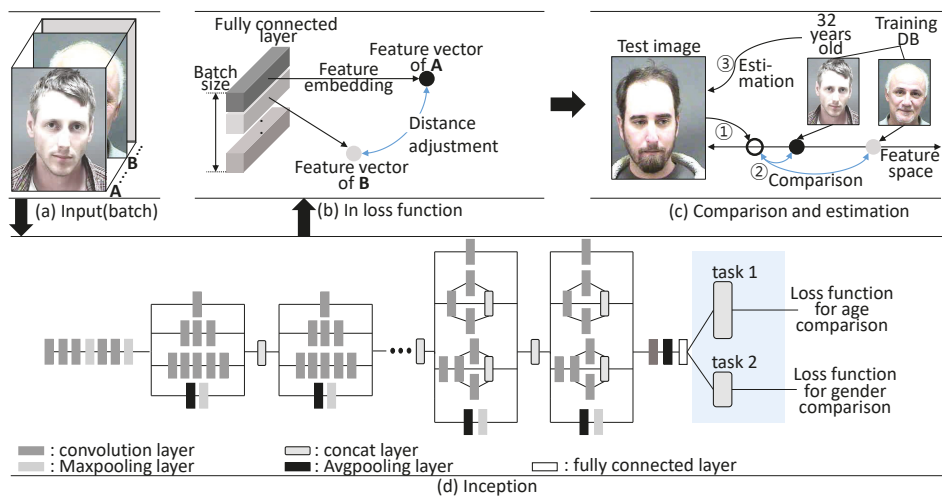 A
B
(a) Input(batch)
Fully connected
layer
Batch
size
Feature
embedding
Feature vector
of A
Distance
adjustment
Feature vector
of B
(b) In loss function
Test image
③ Esti-
mation
32
years
old
Training
DB
①
②
Comparison
Feature
space
(c) Comparison and estimation
task 1
Loss function
for age
comparison
task 2
Loss function
for gender
comparison
: convolution layer
: concat layer
: Maxpooling layer
: Avgpooling layer
: fully connected layer
(d) Inception